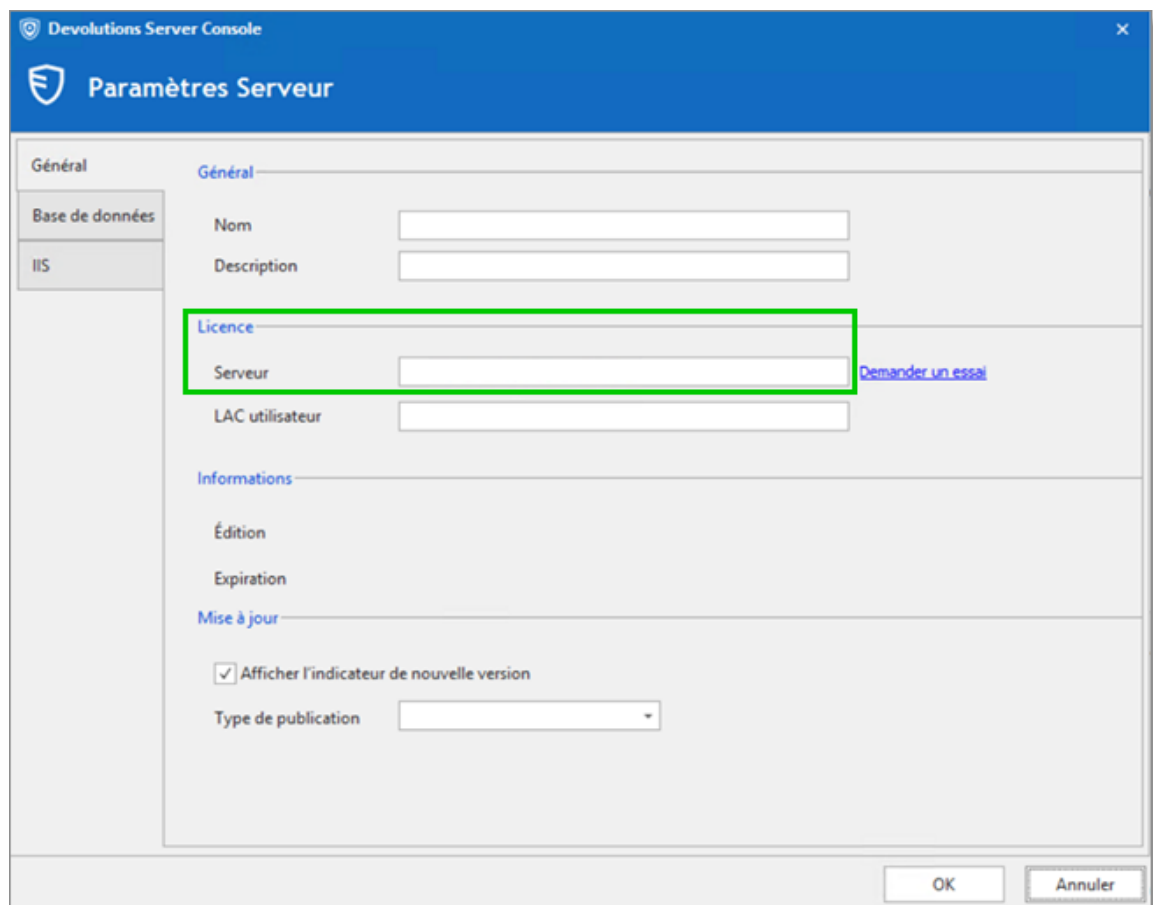 Devolutions Server Console
Paramètres Serveur
Général
Base de données
IIS
Général
Nom
Description
Licence
Serveur
Demander un essai
LAC utilisateur
Informations
Édition
Expiration
Mise à jour
Afficher l'indicateur de nouvelle version
Type de publication
OK
Annuler